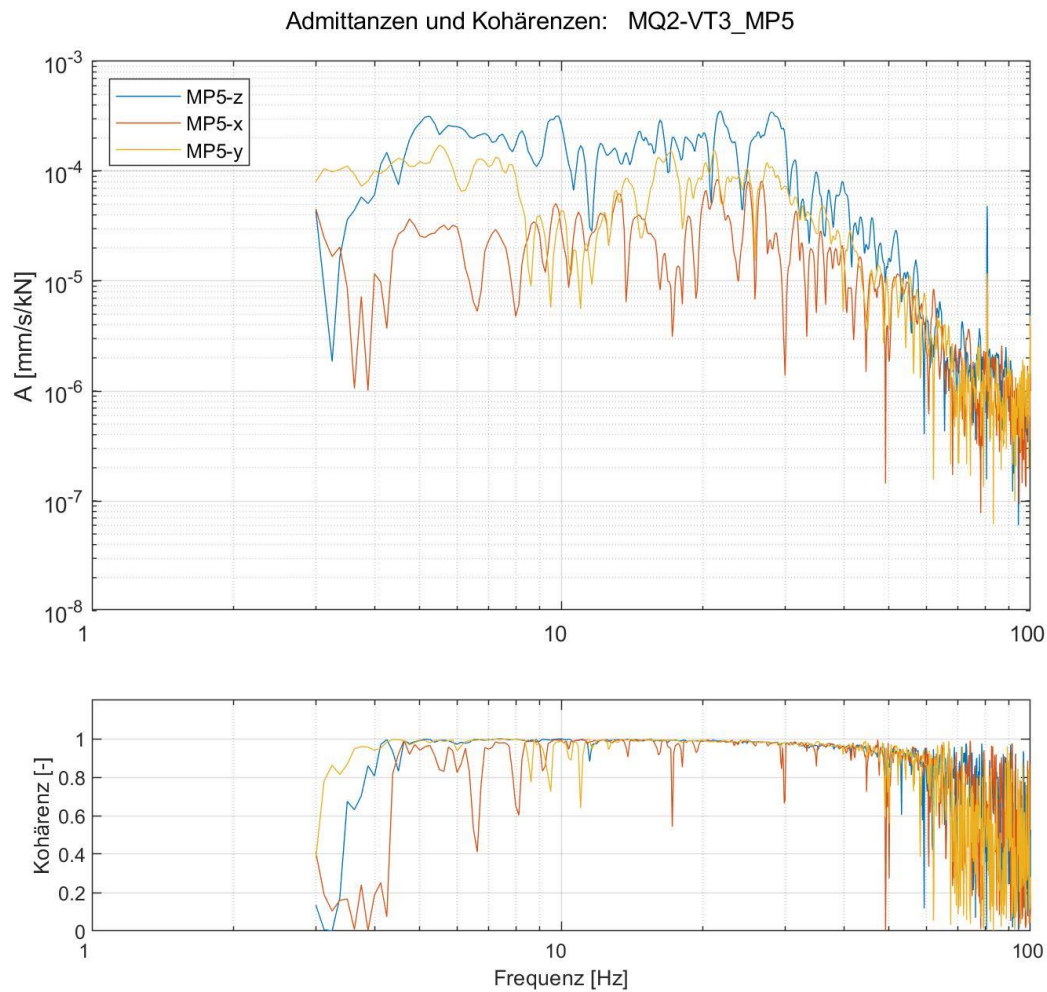 Admittanzen und Kohärenzen: MQ2-VT3_MP5
10-3
MP5-z
MP5-x
MP5-y
10-4
10-5
A [mm/s/kN]
10-6
10-7
10-8
1 10 100
1
0.8
0.6
0.4
0.2
0
Kohärenz [-]
1 10 100
Frequenz [Hz]